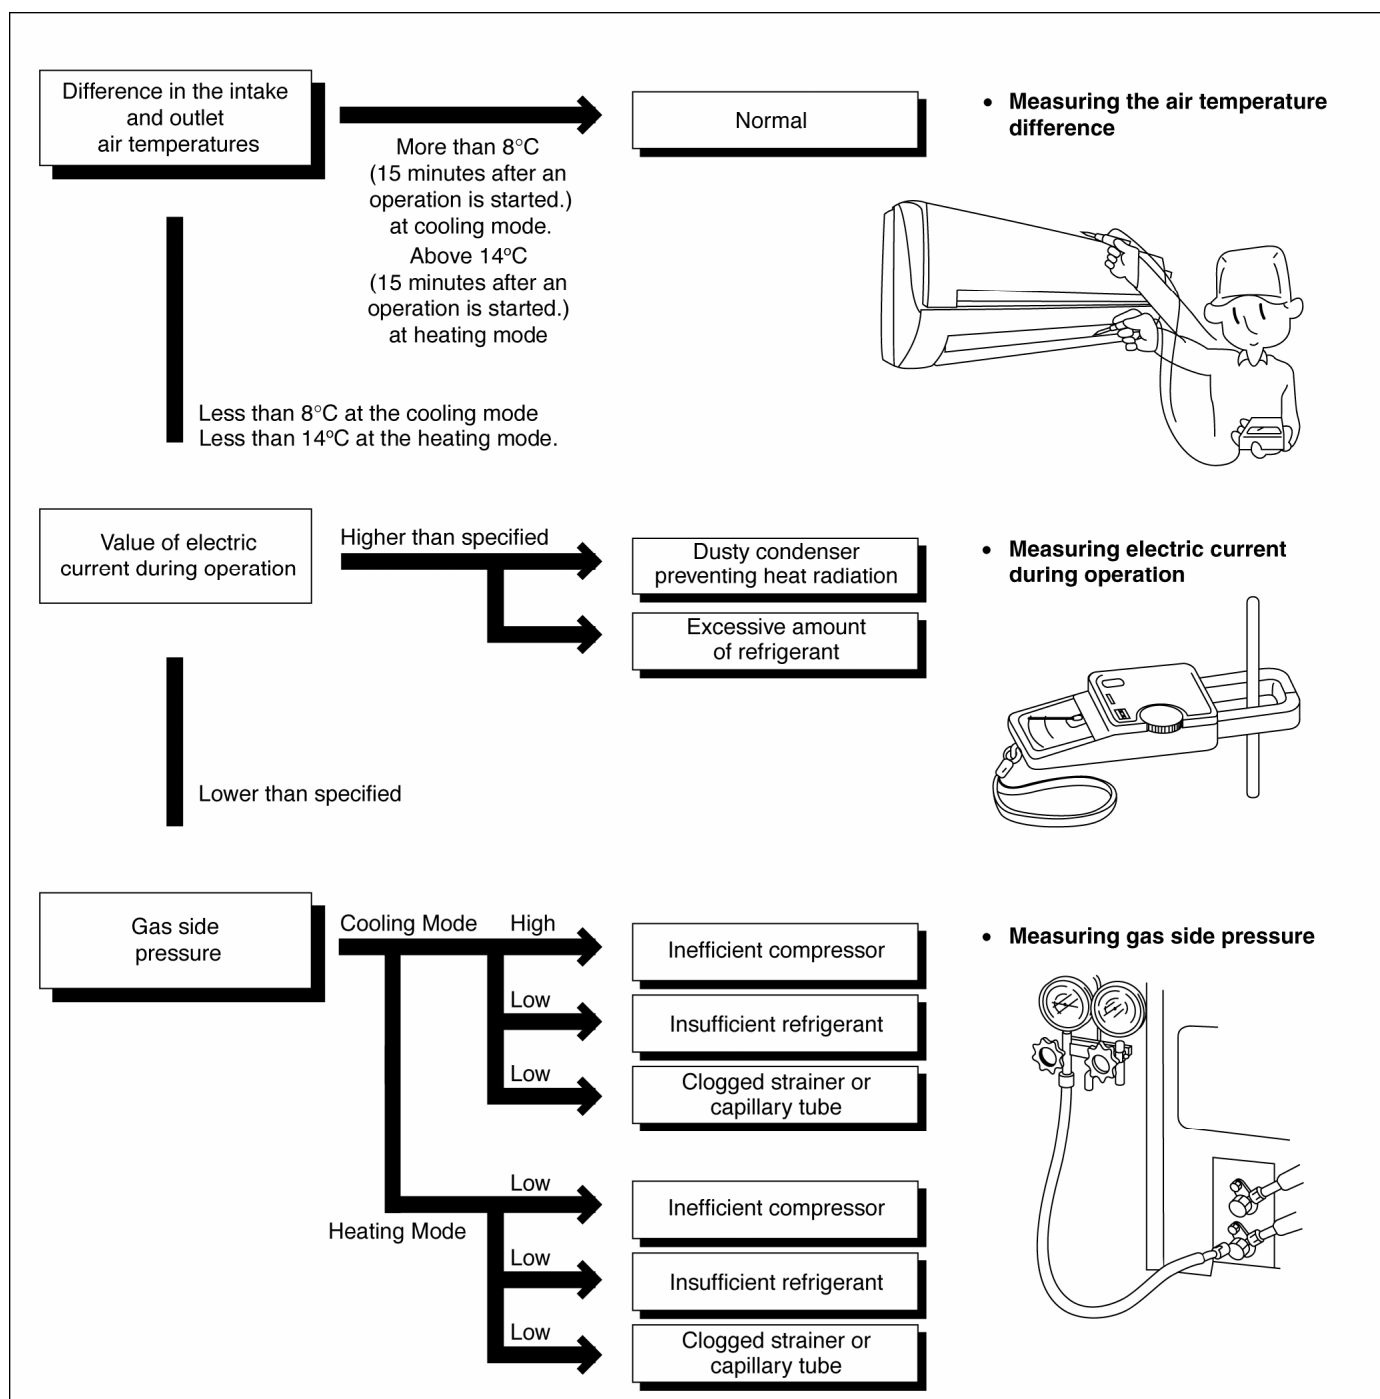 Difference in the intake
and outlet
air temperatures
More than 8°C
(15 minutes after an
operation is started.)
at cooling mode.
Above 14ºC
(15 minutes after an
operation is started.)
at heating mode
Normal
• Measuring the air temperature
difference
Less than 8°C at the cooling mode
Less than 14ºC at the heating mode.
Value of electric
current during operation
Higher than specified
Dusty condenser
preventing heat radiation
Excessive amount
of refrigerant
• Measuring electric current
during operation
Lower than specified
Gas side
pressure
Cooling Mode
High
Inefficient compressor
Low
Insufficient refrigerant
Low
Clogged strainer or
capillary tube
• Measuring gas side pressure
Heating Mode
Low
Inefficient compressor
Low
Insufficient refrigerant
Low
Clogged strainer or
capillary tube